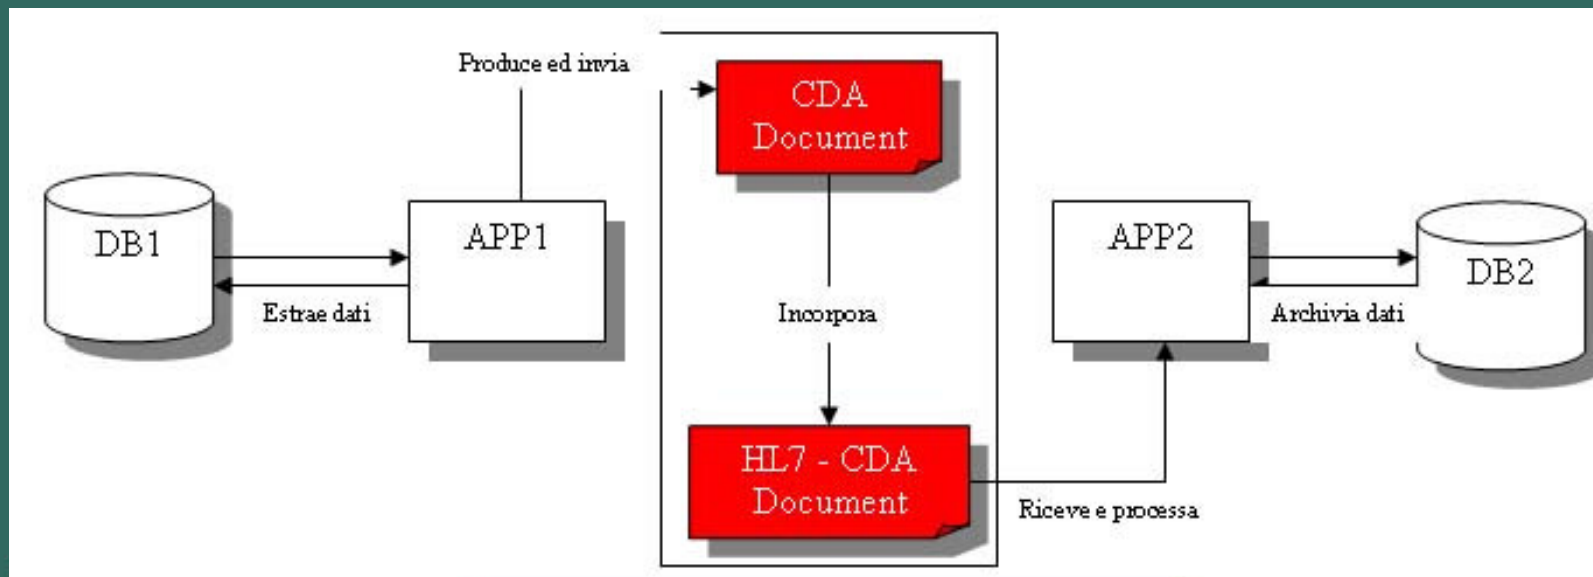 Produce ed invia
CDA
Document
DB1
APP1
APP2
DB2
Estrae dati
Incorpora
Archivia dati
HL7 - CDA
Document
Riceve e processa